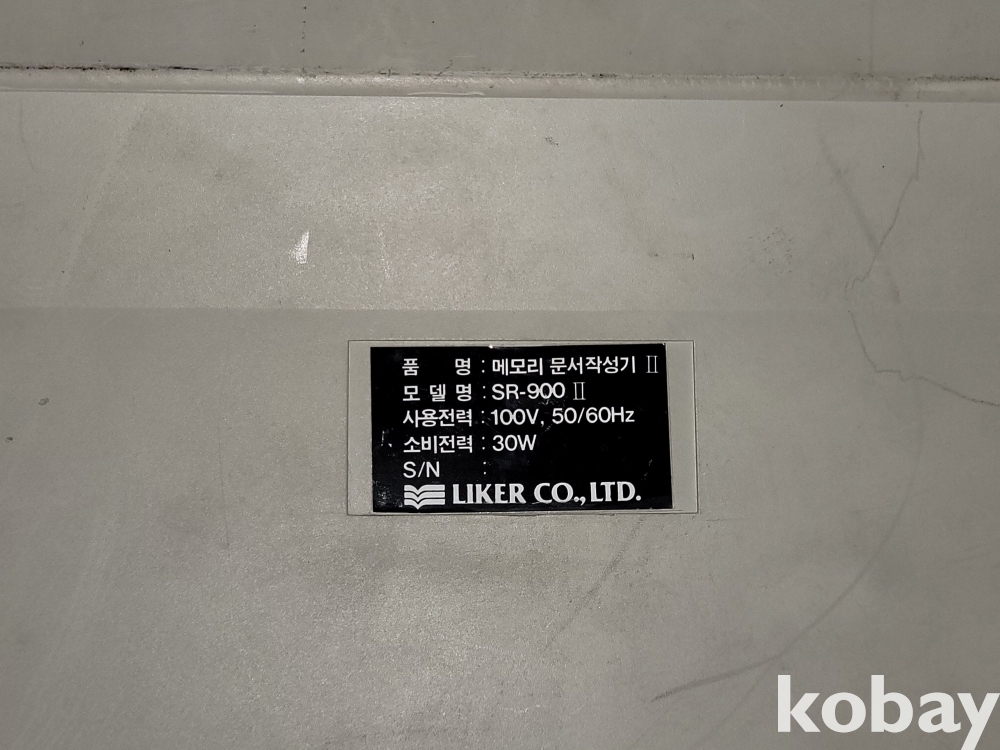 품 명 : 메모리 문서작성기 Ⅱ
모 델 명 : SR-900 Ⅱ
사용전력 : 100V, 50/60Hz
소비전력 : 30W
S/N :
LIKER CO., LTD.
kobay